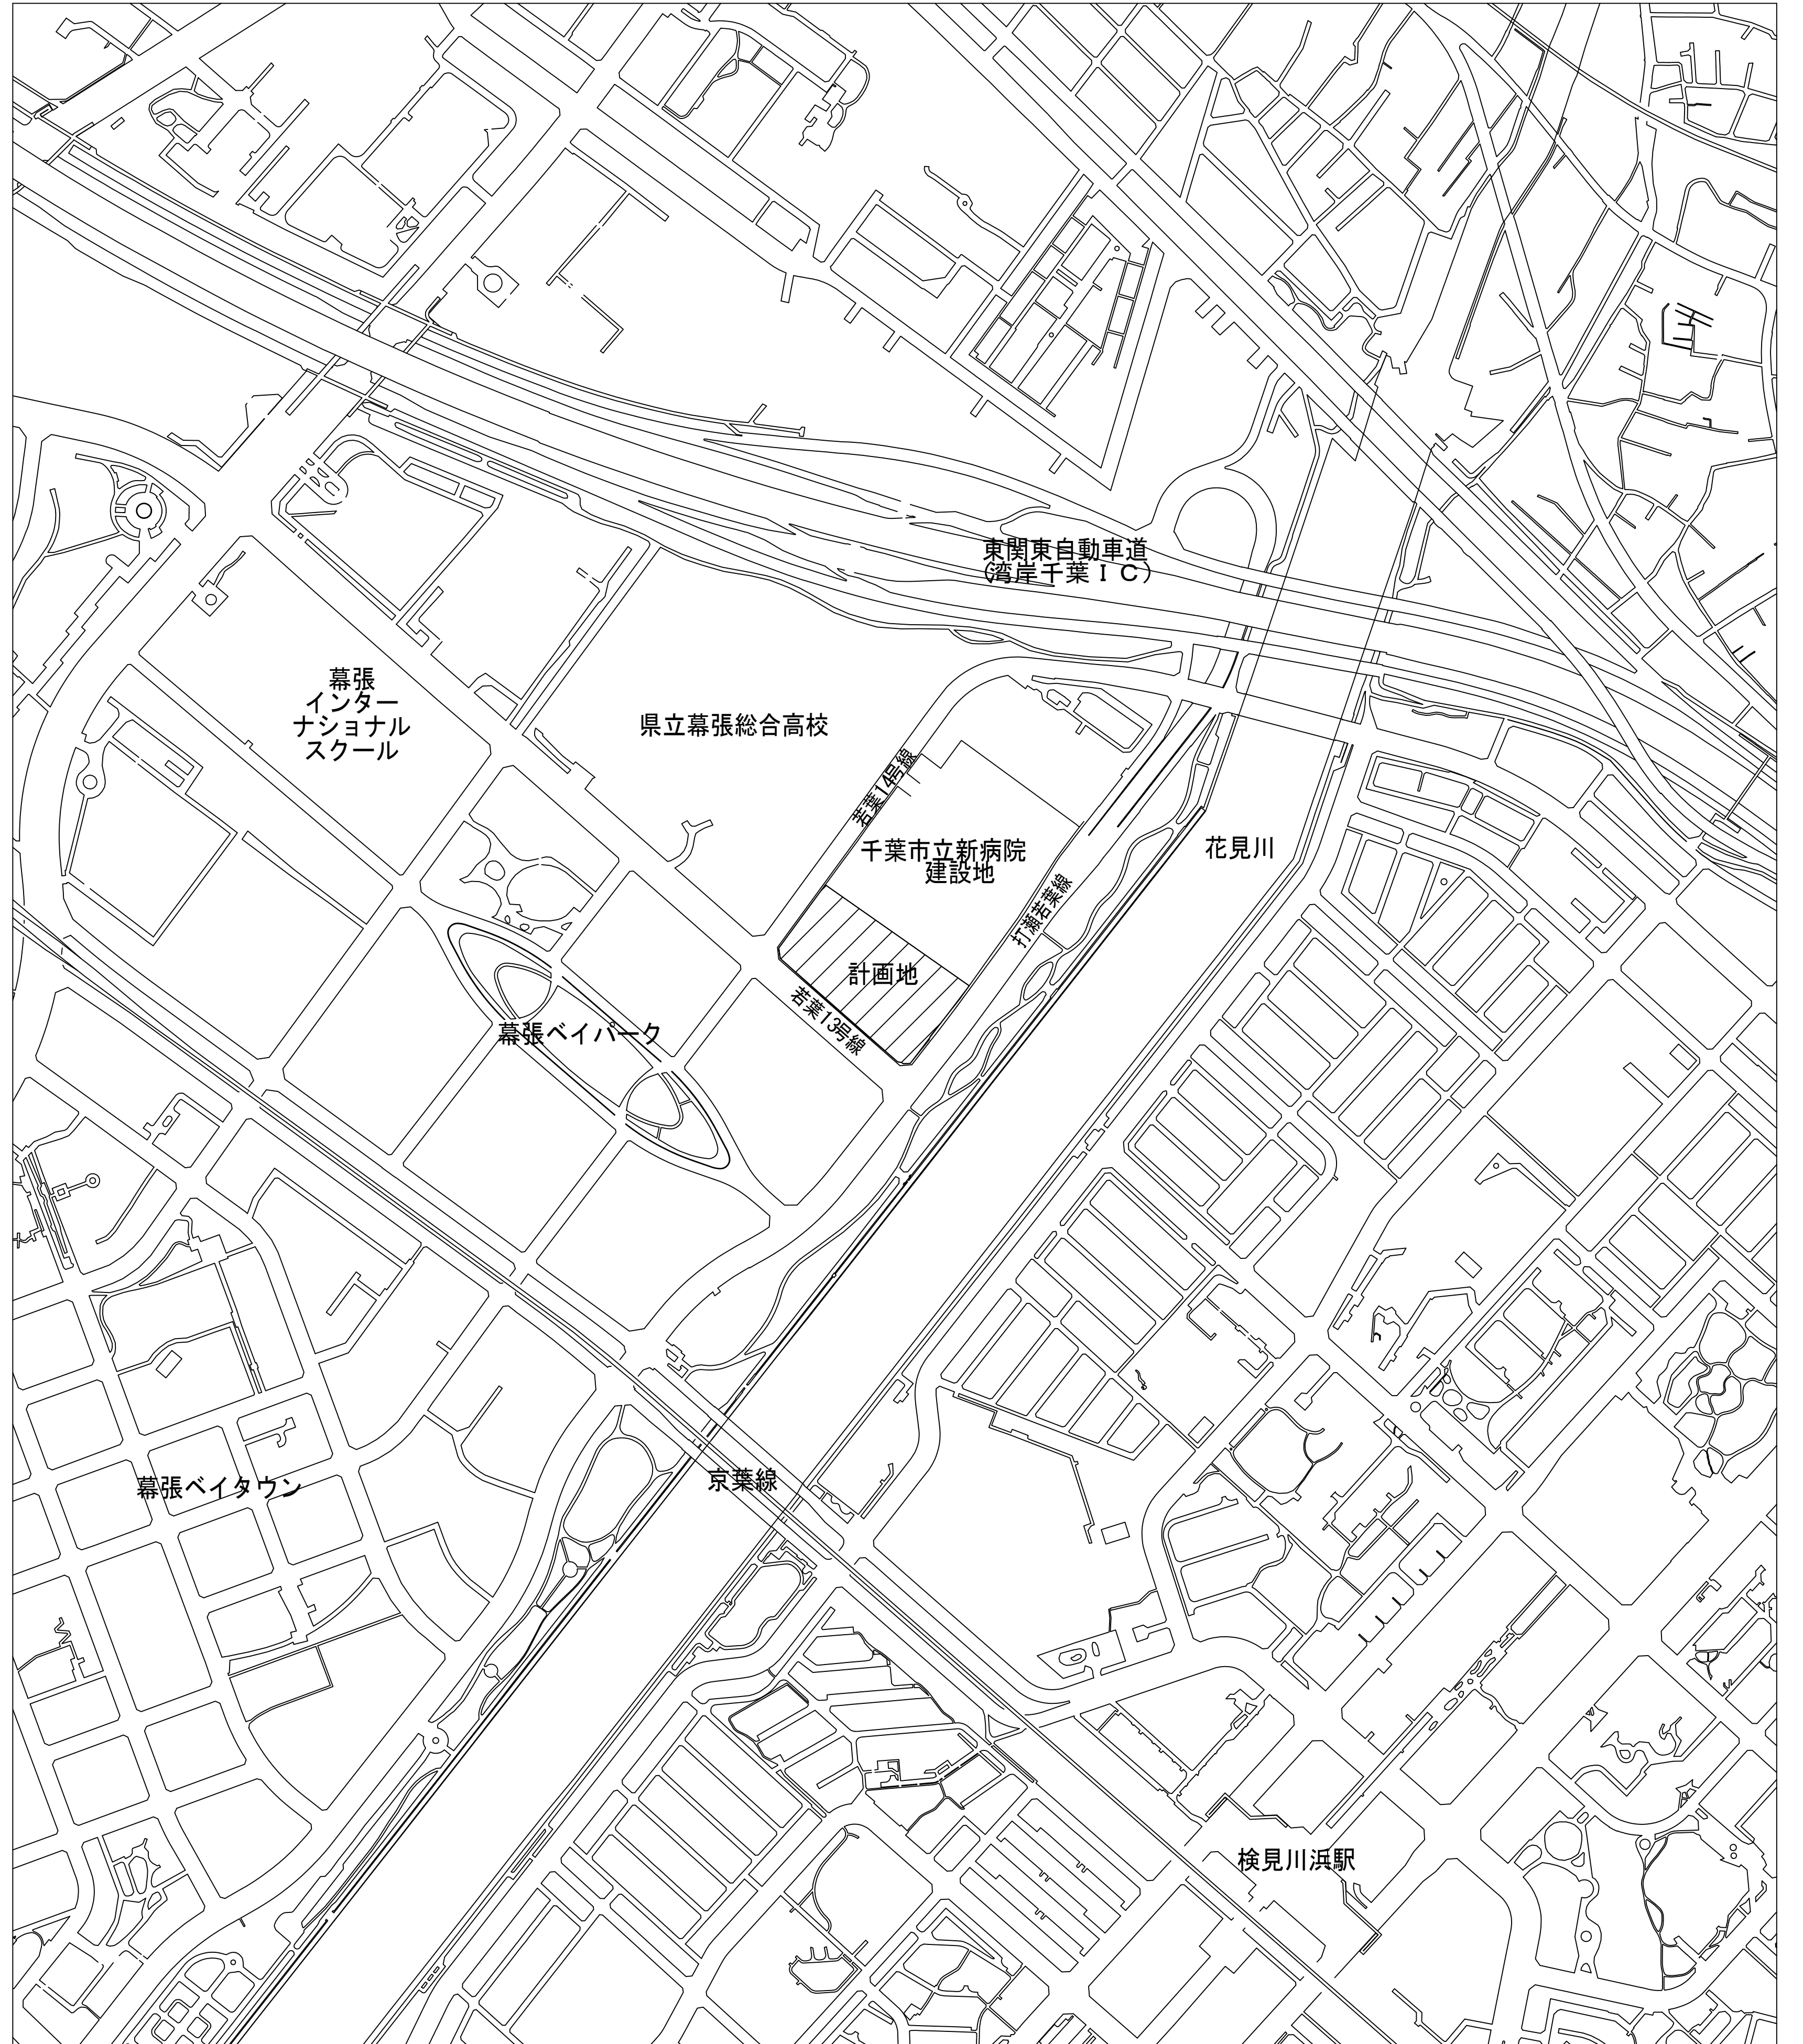 東関東自動車道
(湾岸千葉ＩＣ)
幕張
インター
ナショナル
スクール
県立幕張総合高校
若葉14号線
千葉市立新病院
建設地
花見川
打瀬若葉線
計画地
若葉13号線
幕張ベイパーク
幕張ベイタウン
京葉線
検見川浜駅